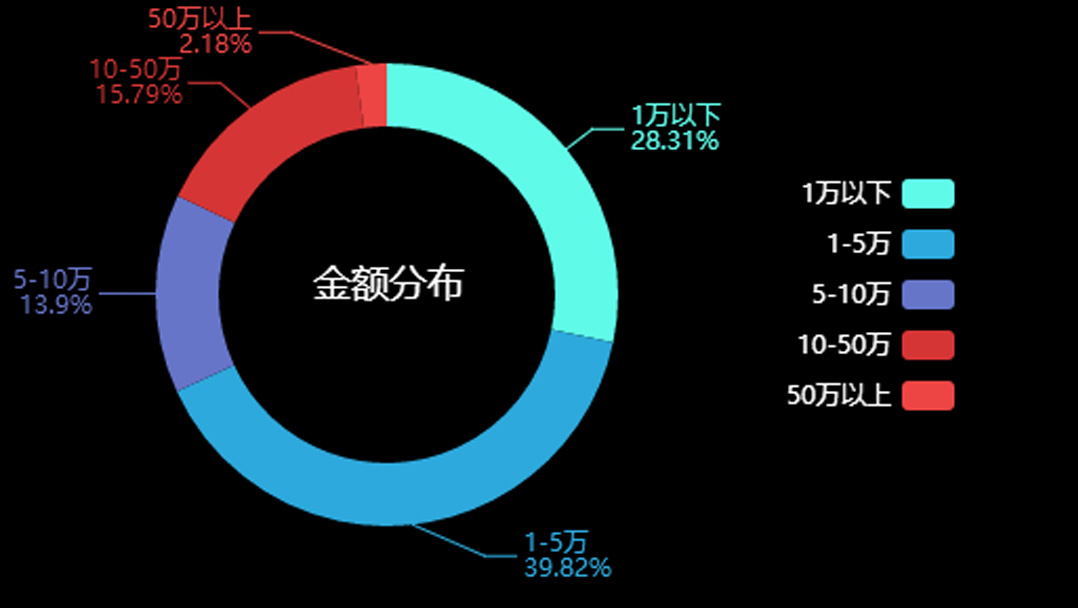 50万以上
2.18%
10-50万
15.79%
1万以下
28.31%
5-10万
13.9%
金额分布
1-5万
39.82%
1万以下
1-5万
5-10万
10-50万
50万以上